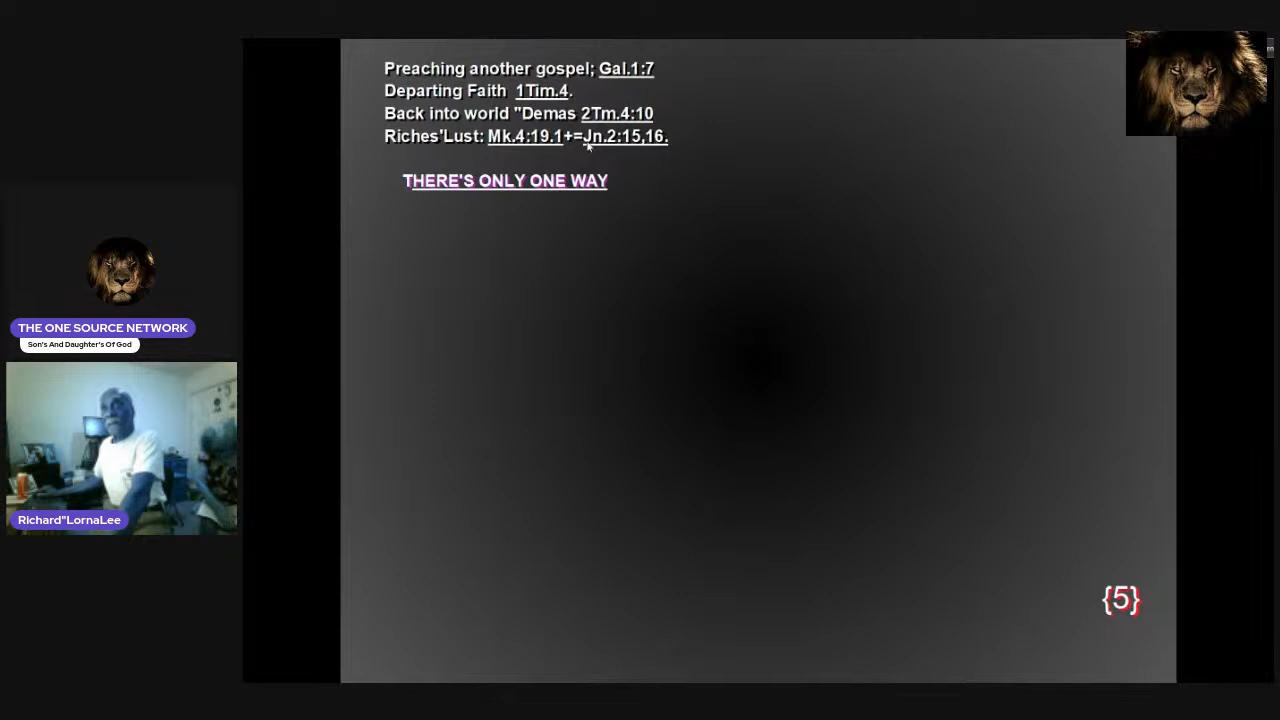 Preaching another gospel; Gal.1:7
Departing Faith 1Tim.4.
Back into world "Demas 2Tm.4:10
Riches'Lust: Mk.4:19.1+=Jn.2:15,16.
THERE'S ONLY ONE WAY
THE ONE SOURCE NETWORK
Son's And Daughter's Of God
Richard"LornaLee
{5}